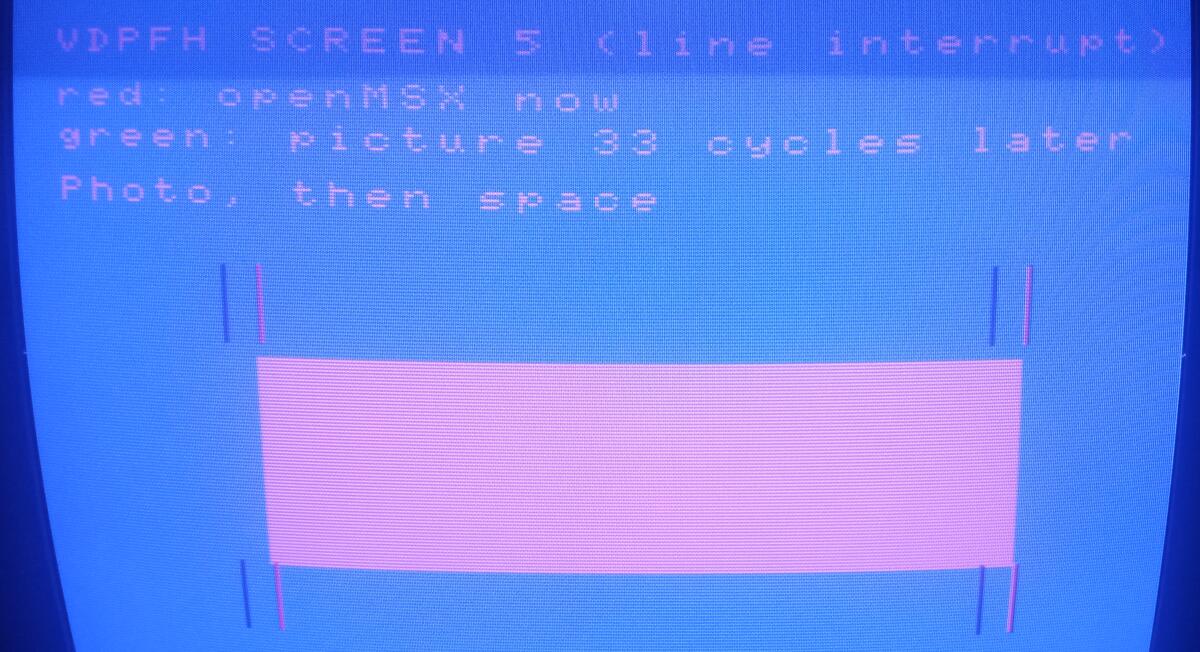 VDPFH SCREEN 5 (line interrupt)
red: openMSX now
green: picture 33 cycles later
Photo, then space